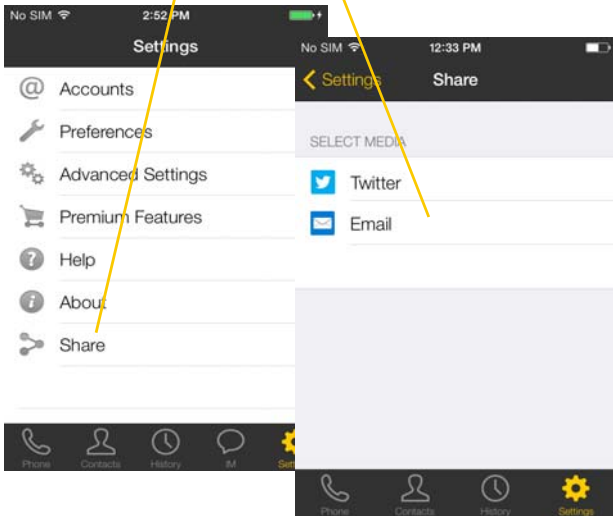 No SIM 2:52 PM
Settings
@ Accounts
Preferences
Advanced Settings
Premium Features
? Help
i About
Share
Phone Contacts History IM Sett
No SIM 12:33 PM
Settings Share
SELECT MEDIA
Twitter
Email
Phone Contacts History Settings